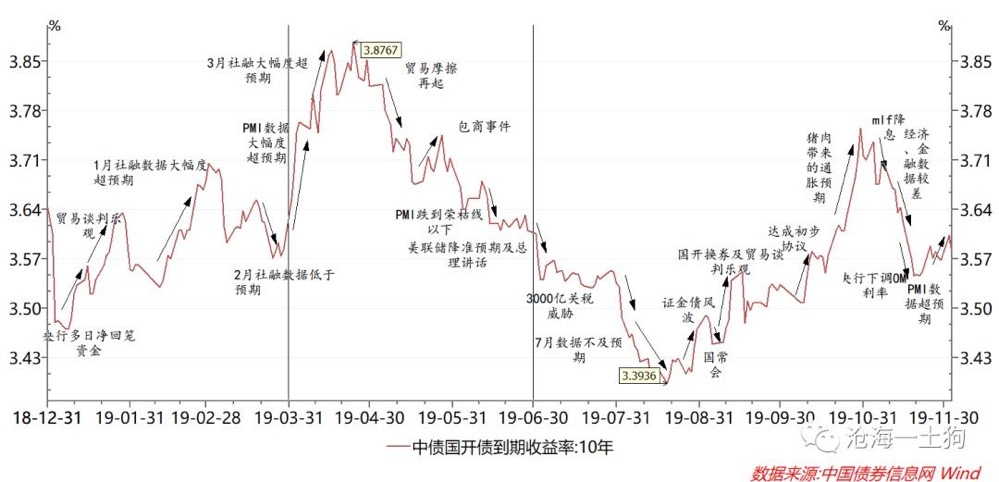 %
%
3.85
3.78
3.71
3.64
3.57
3.50
3.43
3.85
3.78
3.71
3.64
3.57
3.50
3.43
央行多日净回笼
资金
贸易谈判乐
观
1月社融数据大幅度
超预期
2月社融数据低于
预期
PMI数据
大幅度
超预期
3月社融大幅度超
预期
3.8767
贸易摩擦
再起
包商事件
PMI跌到荣枯线
以下
美联储降准预期及总
理讲话
3000亿关税
威胁
7月数据不及预
期
3.3936
证金债风
波
国常
会
国开换券及贸易谈
判乐观
达成初步
协议
猪肉
带来
的通
胀预
期
mlf降
息
经济
、金
融数
据较
差
央行下调OM
利率
PMI数
据超预
期
18-12-31
19-01-31
19-02-28
19-03-31
19-04-30
19-05-31
19-06-30
19-07-31
19-08-31
19-09-30
19-10-31
19-11-30
中债国开债到期收益率:10年
沧海一土狗
数据来源:中国债券信息网 Wind